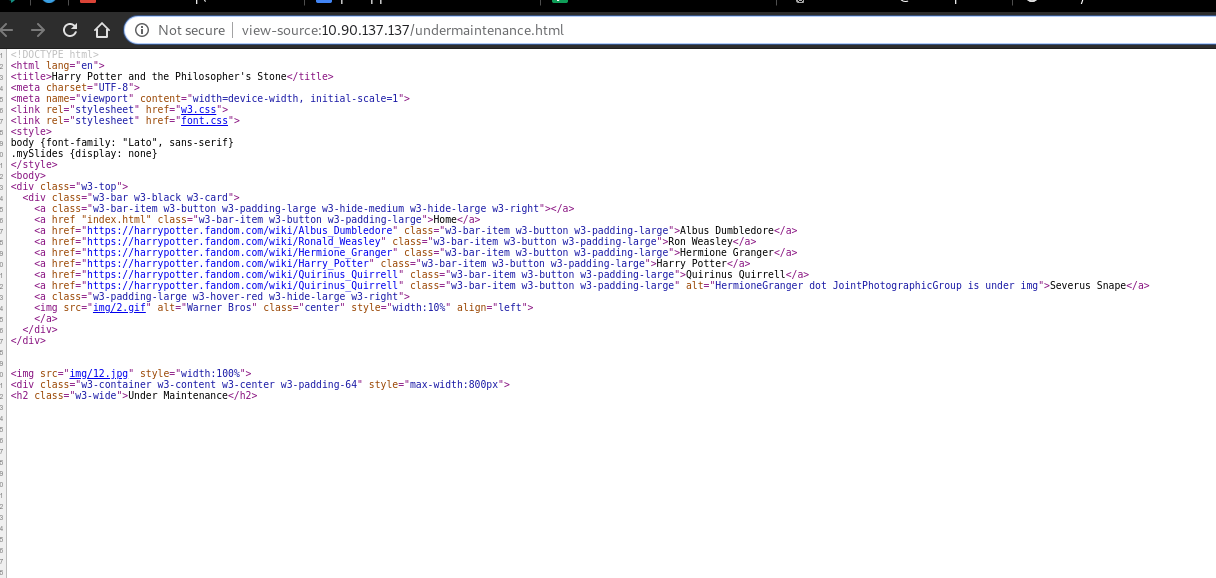 Not secure view-source:10.90.137.137/undermaintenance.html
<!DOCTYPE html>
<html lang="en">
<title>Harry Potter and the Philosopher's Stone</title>
<meta charset="UTF-8">
<meta name="viewport" content="width=device-width, initial-scale=1">
<link rel="stylesheet" href="w3.css">
<link rel="stylesheet" href="font.css">
<style>
body {font-family: "Lato", sans-serif}
.mySlides {display: none}
</style>
<body>
<div class="w3-top">
<div class="w3-bar w3-black w3-card">
<a class="w3-bar-item w3-button w3-padding-large w3-hide-medium w3-hide-large w3-right"></a>
<a href "index.html" class="w3-bar-item w3-button w3-padding-large">Home</a>
<a href="https://harrypotter.fandom.com/wiki/Albus_Dumbledore" class="w3-bar-item w3-button w3-padding-large">Albus Dumbledore</a>
<a href="https://harrypotter.fandom.com/wiki/Ronald_Weasley" class="w3-bar-item w3-button w3-padding-large">Ron Weasley</a>
<a href="https://harrypotter.fandom.com/wiki/Hermione_Granger" class="w3-bar-item w3-button w3-padding-large">Hermione Granger</a>
<a href="https://harrypotter.fandom.com/wiki/Harry_Potter" class="w3-bar-item w3-button w3-padding-large">Harry Potter</a>
<a href="https://harrypotter.fandom.com/wiki/Quirinus_Quirrell" class="w3-bar-item w3-button w3-padding-large">Quirinus Quirrell</a>
<a href="https://harrypotter.fandom.com/wiki/Quirinus_Quirrell" class="w3-bar-item w3-button w3-padding-large" alt="HermioneGranger dot JointPhotographicGroup is under img">Severus Snape</a>
<a class="w3-padding-large w3-hover-red w3-hide-large w3-right">
<img src="img/2.gif" alt="Warner Bros" class="center" style="width:10%" align="left">
</a>
</div>
</div>
<img src="img/12.jpg" style="width:100%">
<div class="w3-container w3-content w3-center w3-padding-64" style="max-width:800px">
<h2 class="w3-wide">Under Maintenance</h2>